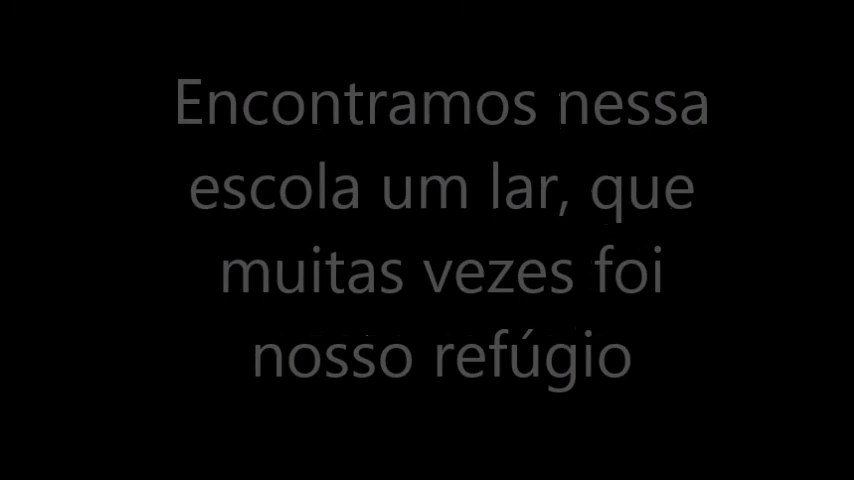 Encontramos nessa
escola um lar, que
muitas vezes foi
nosso refúgio